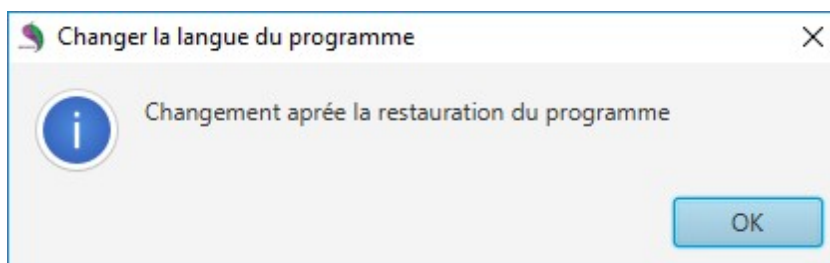 Changer la langue du programme
Changement aprée la restauration du programme
OK